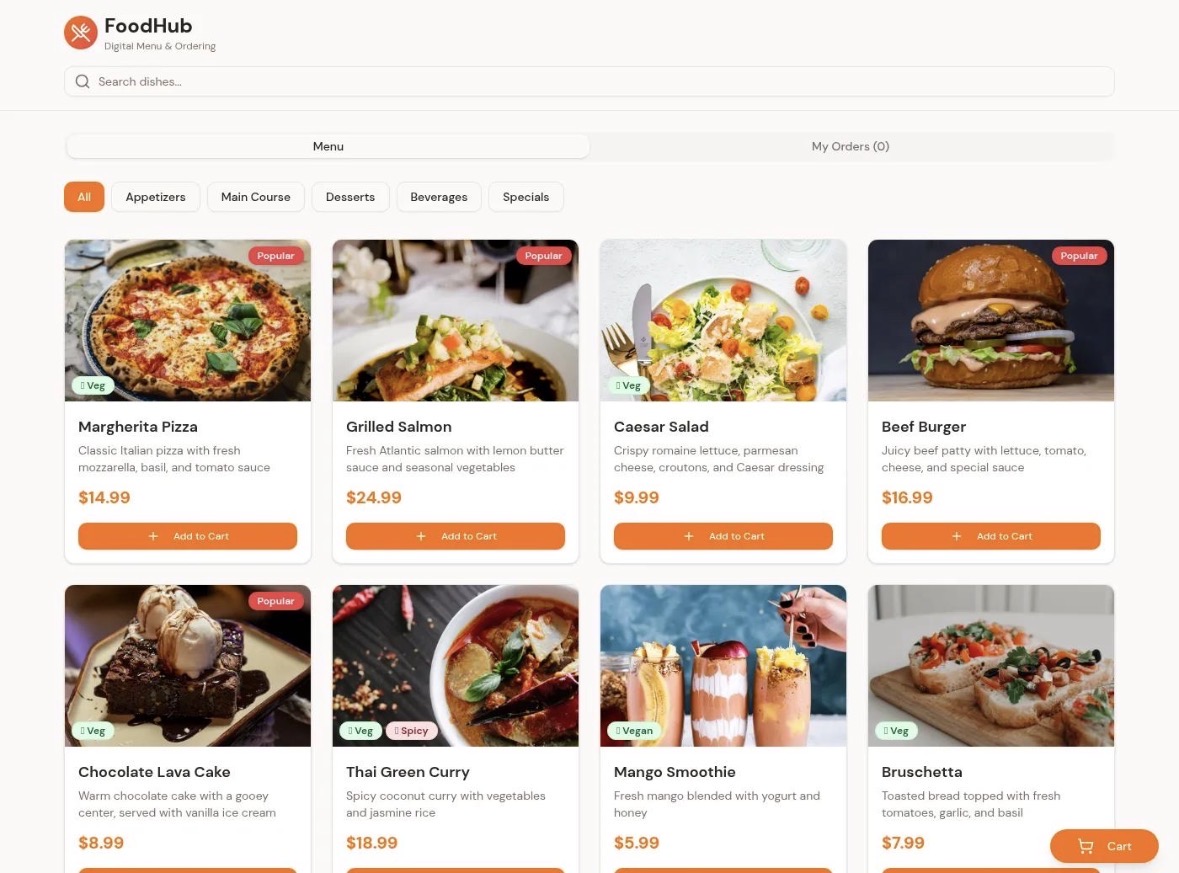 FoodHub
Digital Menu & Ordering
Search dishes...
Menu
My Orders (0)
All
Appetizers
Main Course
Desserts
Beverages
Specials
Popular
Veg
Margherita Pizza
Classic Italian pizza with fresh
mozzarella, basil, and tomato sauce
$14.99
Add to Cart
Popular
Grilled Salmon
Fresh Atlantic salmon with lemon butter
sauce and seasonal vegetables
$24.99
Add to Cart
Veg
Caesar Salad
Crispy romaine lettuce, parmesan
cheese, croutons, and Caesar dressing
$9.99
Add to Cart
Popular
Beef Burger
Juicy beef patty with lettuce, tomato,
cheese, and special sauce
$16.99
Add to Cart
Popular
Veg
Chocolate Lava Cake
Warm chocolate cake with a gooey
center, served with vanilla ice cream
$8.99
Veg
Spicy
Thai Green Curry
Spicy coconut curry with vegetables
and jasmine rice
$18.99
Vegan
Mango Smoothie
Fresh mango blended with yogurt and
honey
$5.99
Veg
Bruschetta
Toasted bread topped with fresh
tomatoes, garlic, and basil
$7.99
Cart